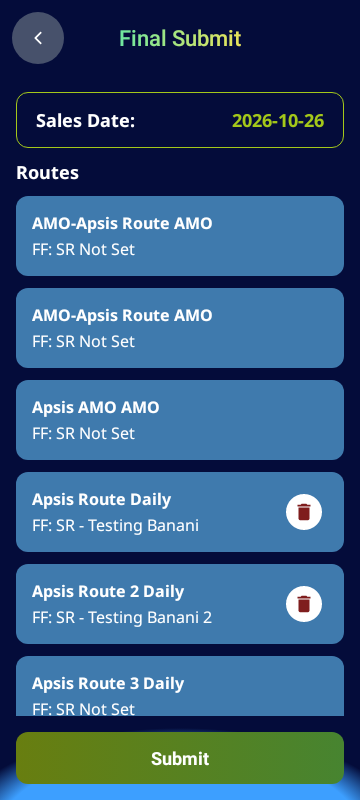 Final Submit
Sales Date: 2026-10-26
Routes
AMO-Apsis Route AMO
FF: SR Not Set
AMO-Apsis Route AMO
FF: SR Not Set
Apsis AMO AMO
FF: SR Not Set
Apsis Route Daily
FF: SR - Testing Banani
Apsis Route 2 Daily
FF: SR - Testing Banani 2
Apsis Route 3 Daily
FF: SR Not Set
Submit